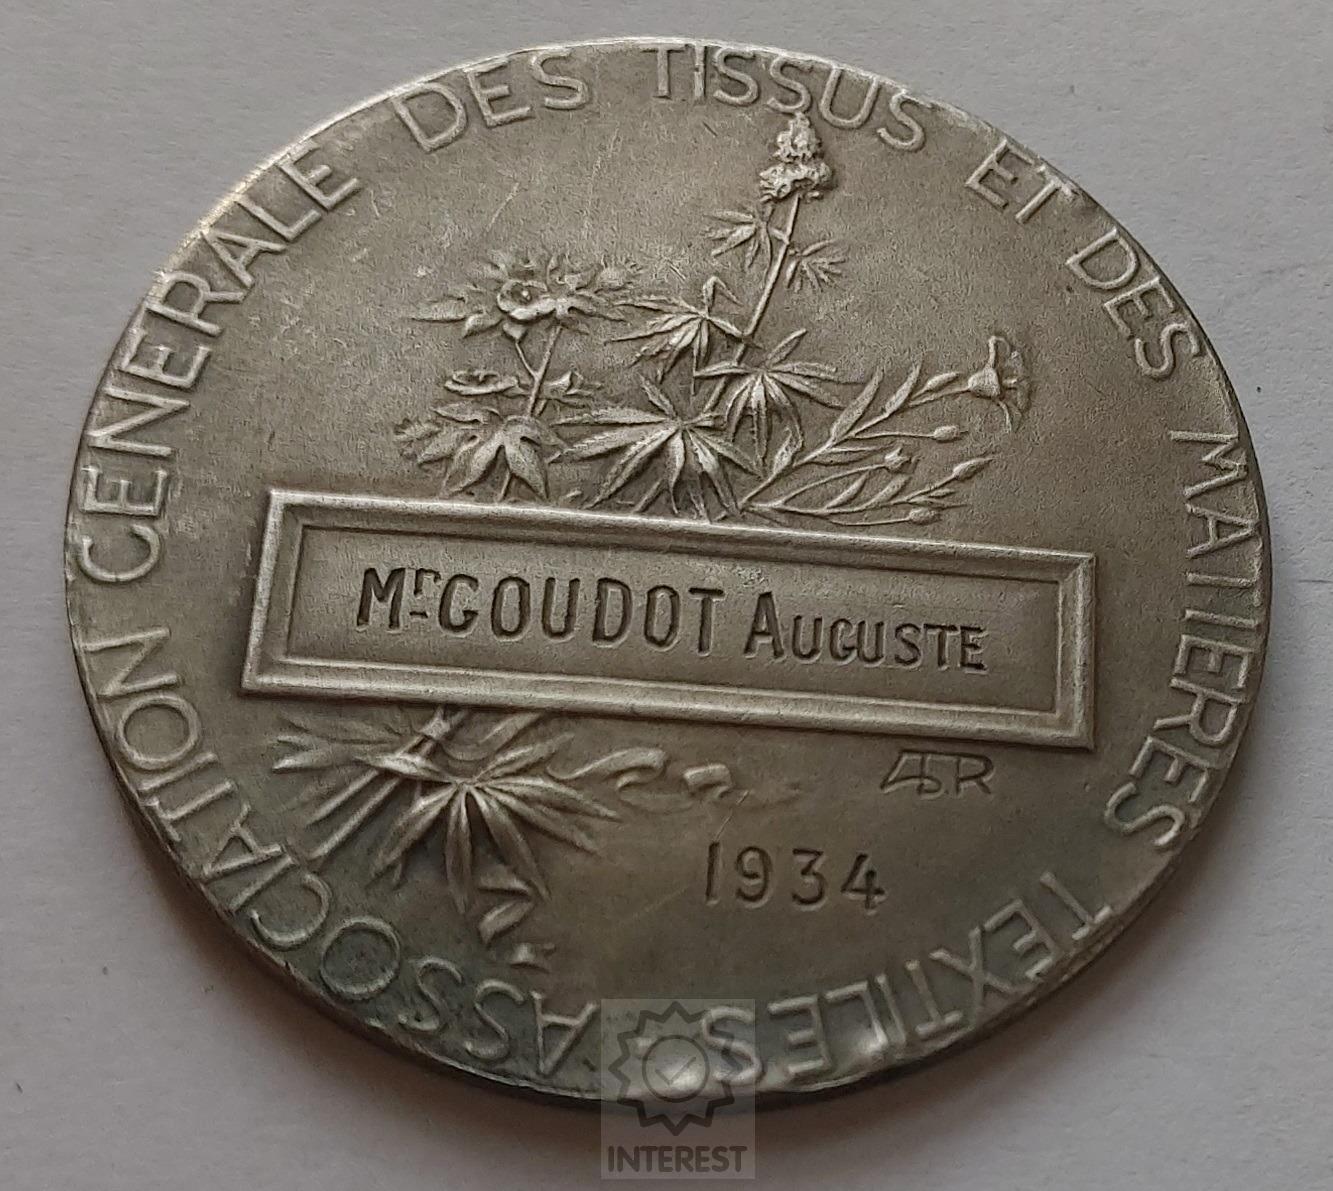 ASSOCIATION GENERALE DES TISSUS ET DES MATIERES TEXTILES
Mr GOUDOT AUGUSTE
1934
INTEREST